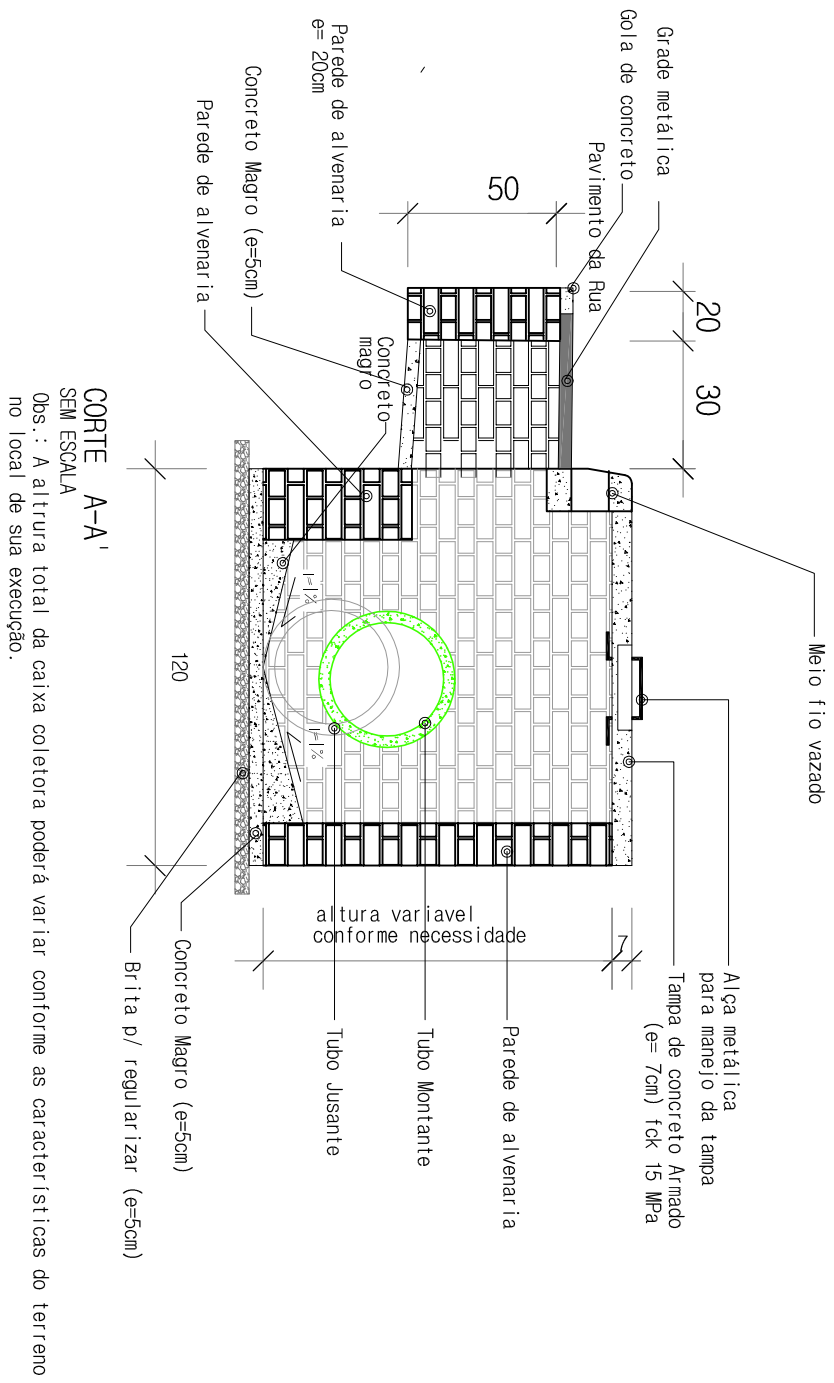 Meio fio vazado
Grade metálica
Gola de concreto
Pavimento da Rua
Alça metálica
para manejo da tampa
Tampa de concreto Armado
(e= 7cm) fck 15 MPa
20
30
50
7
Parede de alvenaria
e= 20cm
Concreto Magro (e=5cm)
Parede de alvenaria
Concreto
magro
I=1%
I=1%
altura variavel
conforme necessidade
Parede de alvenaria
Tubo Montante
Tubo Jusante
120
Concreto Magro (e=5cm)
Brita p/ regularizar (e=5cm)
CORTE A-A'
SEM ESCALA
Obs.: A altrura total da caixa coletora poderá variar conforme as características do terreno
no local de sua execução.